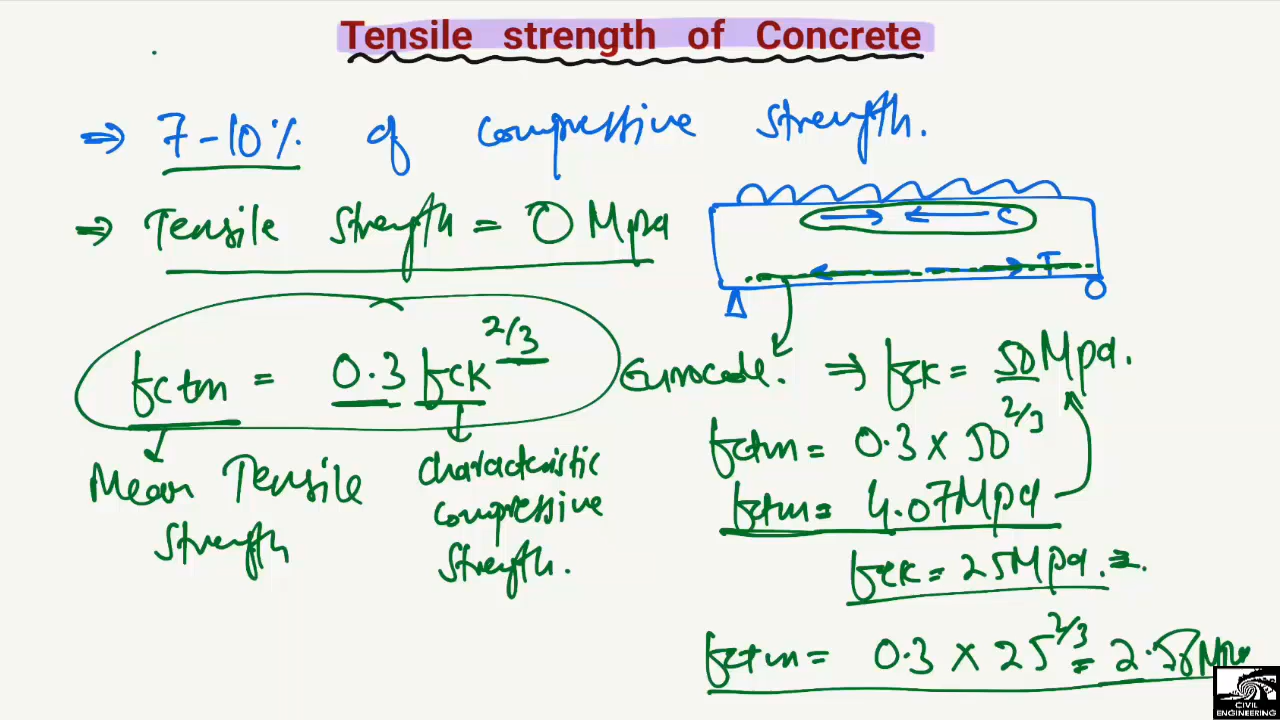 Tensile strength of Concrete
⇒ 7-10% of compressive strength.
⇒ Tensile strength = 0 Mpa
C
T
fctm = 0.3 fck^2/3
Eurocode.
Mean Tensile
strength
characteristic
compressive
strength.
⇒ fck = 50 Mpa.
fctm = 0.3 × 50^2/3
fctm = 4.07 Mpa
fck = 25 Mpa.
fctm = 0.3 × 25^2/3 = 2.56 Mpa
CIVIL
ENGINEERING